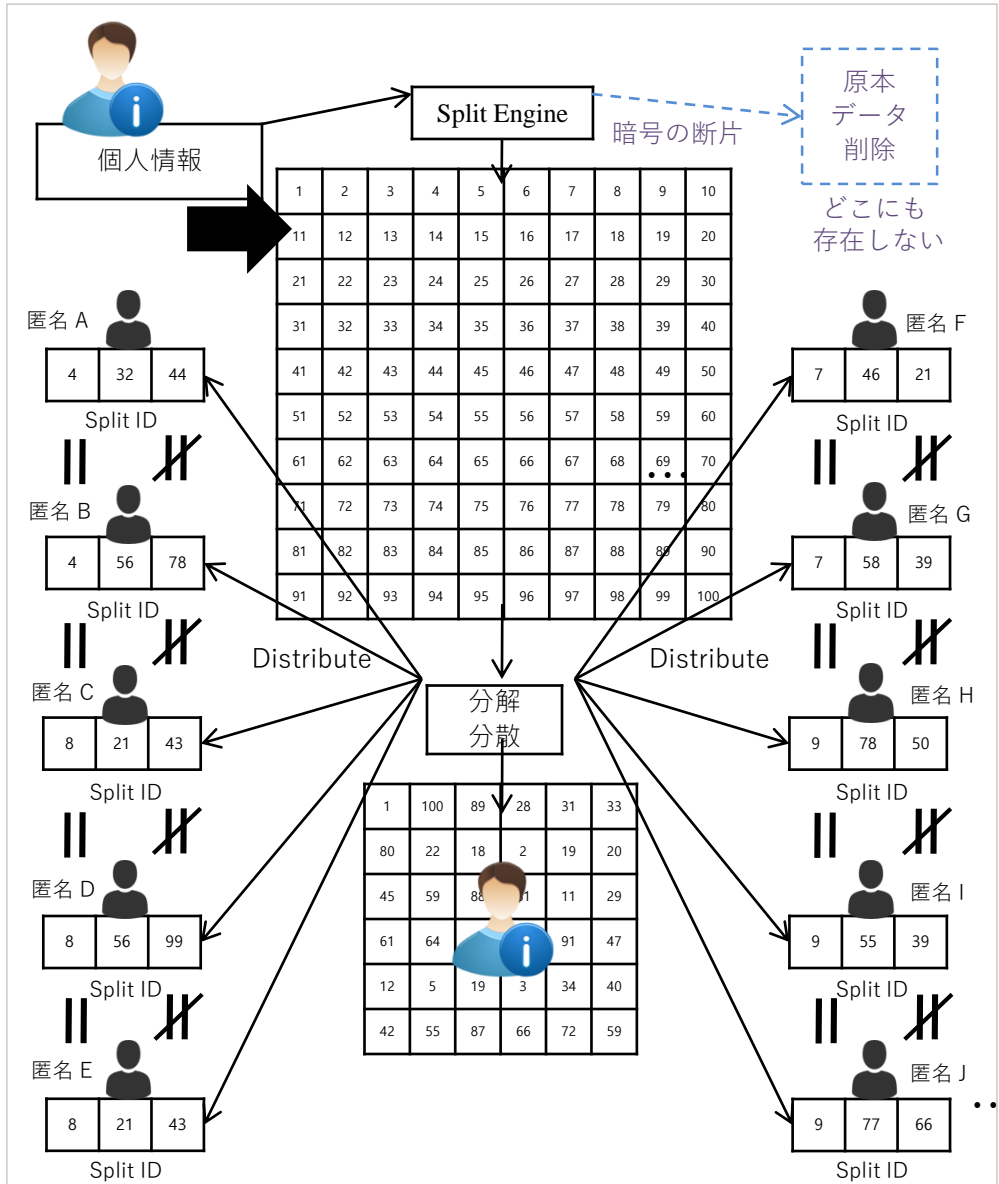 個人情報
Split Engine
暗号の断片
原本
データ
削除
どこにも
存在しない
1 2 3 4 5 6 7 8 9 10
11 12 13 14 15 16 17 18 19 20
21 22 23 24 25 26 27 28 29 30
31 32 33 34 35 36 37 38 39 40
41 42 43 44 45 46 47 48 49 50
51 52 53 54 55 56 57 58 59 60
61 62 63 64 65 66 67 68 69 70
71 72 73 74 75 76 77 78 79 80
81 82 83 84 85 86 87 88 89 90
91 92 93 94 95 96 97 98 99 100
...
匿名 A
4 32 44
Split ID
匿名 B
4 56 78
Split ID
匿名 C
8 21 43
Split ID
匿名 D
8 56 99
Split ID
匿名 E
8 21 43
Split ID
Distribute
分解
分散
Distribute
1 100 89 28 31 33
80 22 18 2 19 20
45 59 11 29
61 64 91 47
12 5 19 3 34 40
42 55 87 66 72 59
匿名 F
7 46 21
Split ID
匿名 G
7 58 39
Split ID
匿名 H
9 78 50
Split ID
匿名 I
9 55 39
Split ID
匿名 J
9 77 66
Split ID